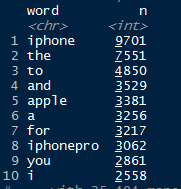 word n
<chr> <int>
1 iphone 9701
2 the 7551
3 to 4850
4 and 3529
5 apple 3381
6 a 3256
7 for 3217
8 iphonepro 3062
9 you 2861
10 i 2558